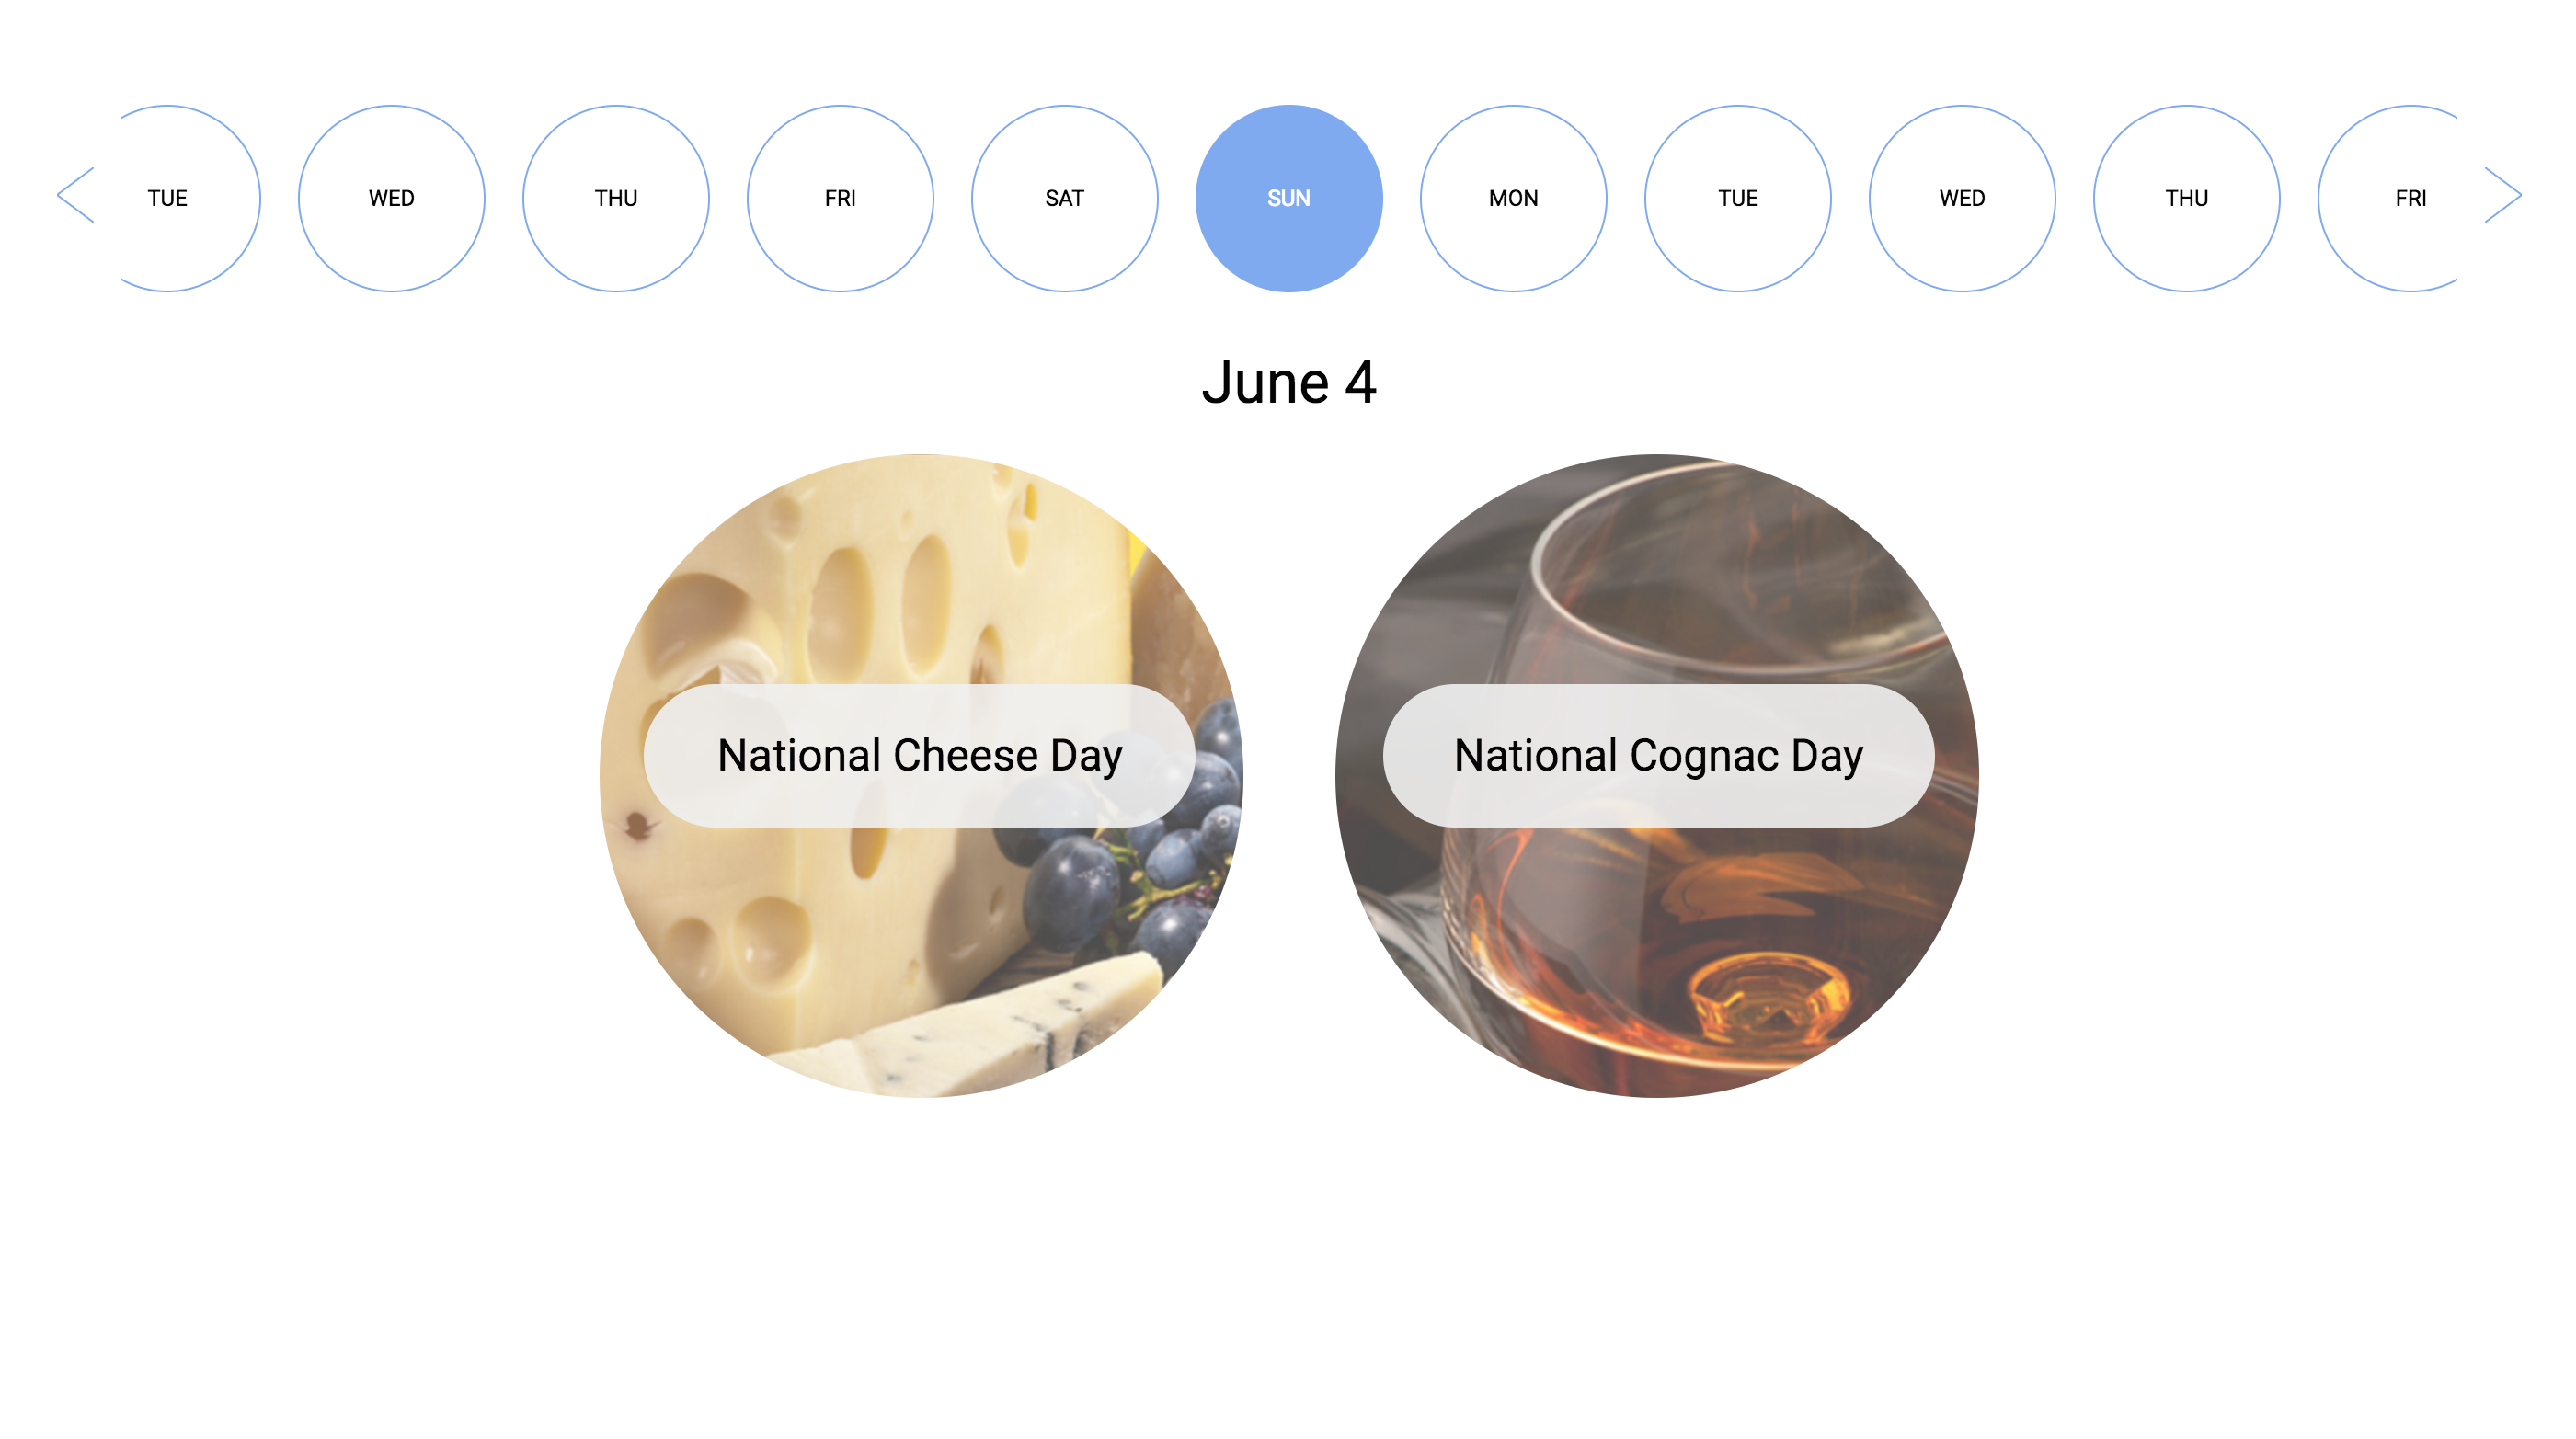 TUE WED THU FRI SAT SUN MON TUE WED THU FRI
June 4
National Cheese Day
National Cognac Day